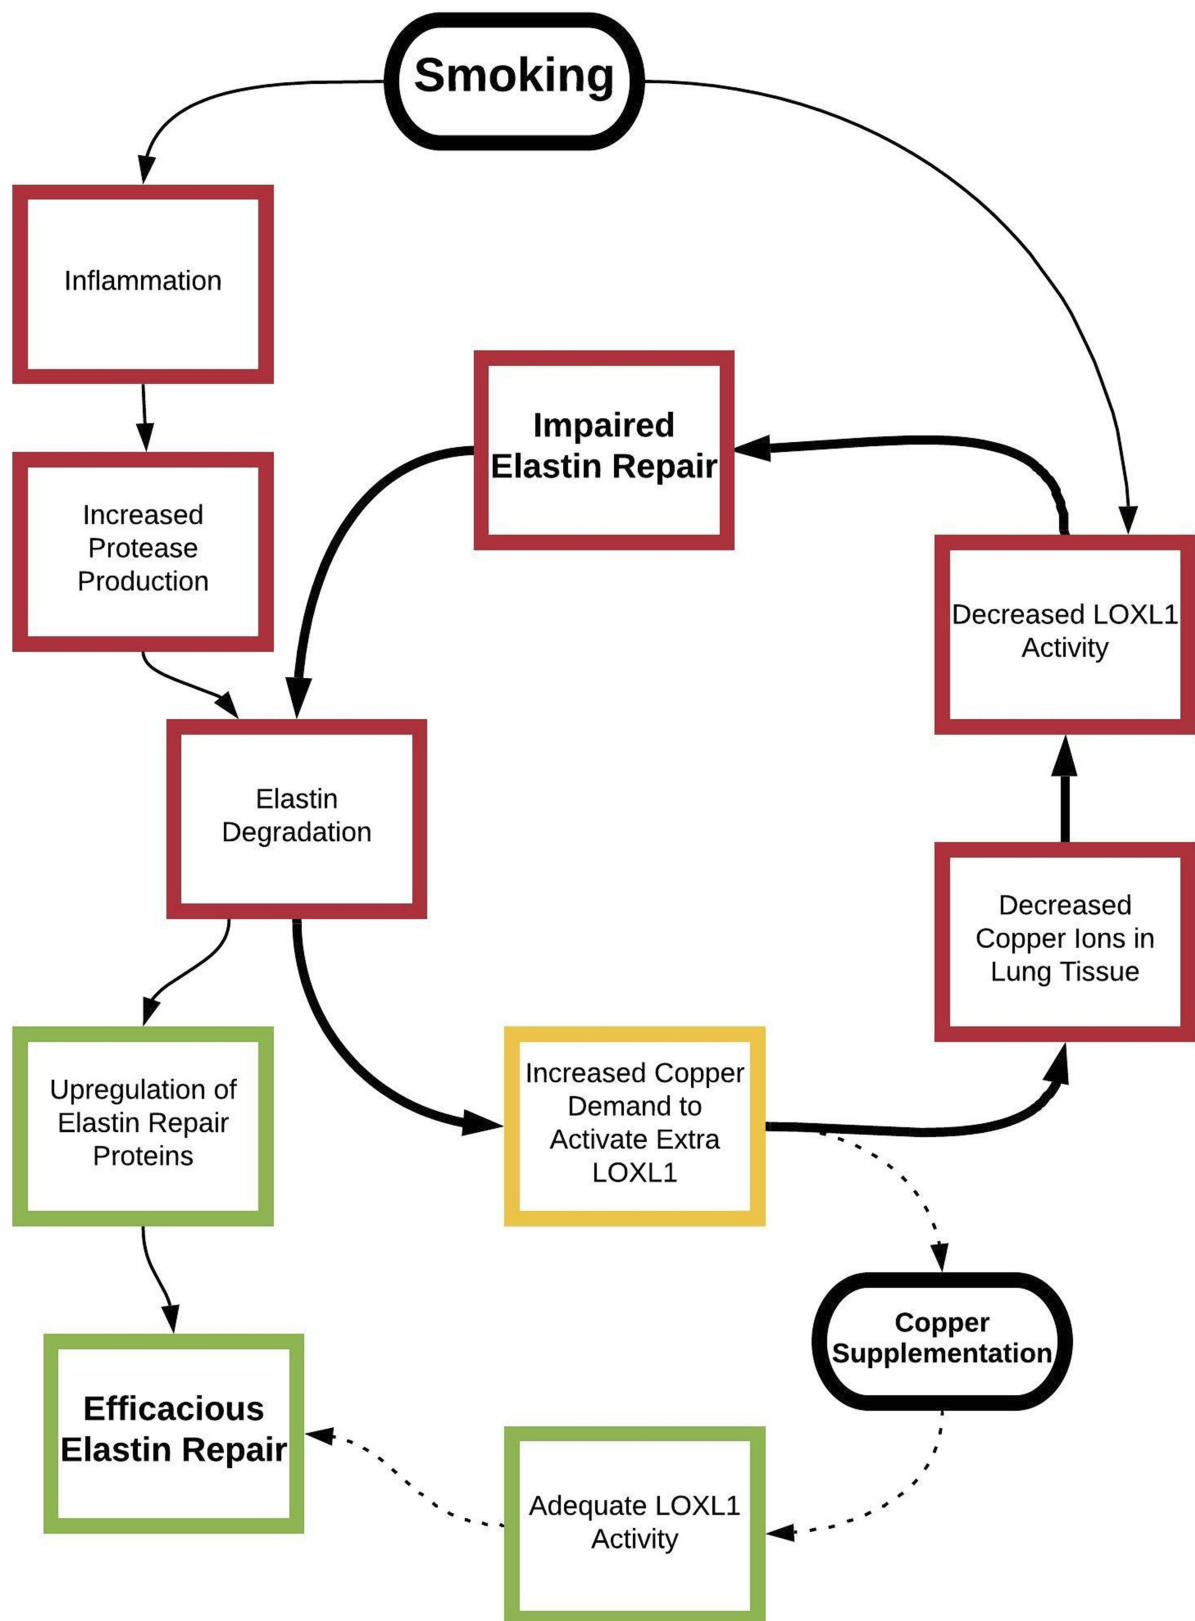 Smoking
Inflammation
Impaired
Elastin Repair
Increased
Protease
Production
Decreased LOXL1
Activity
Elastin
Degradation
Decreased
Copper Ions in
Lung Tissue
Upregulation of
Elastin Repair
Proteins
Increased Copper
Demand to
Activate Extra
LOXL1
Copper
Supplementation
Efficacious
Elastin Repair
Adequate LOXL1
Activity